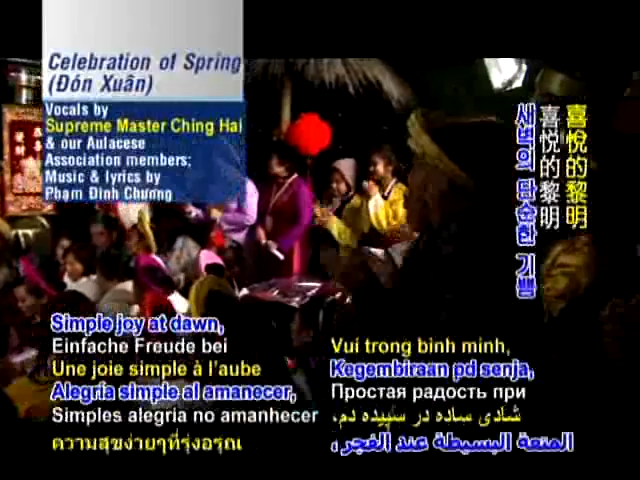 Celebration of Spring
(Đón Xuân)
Vocals by
Supreme Master Ching Hai
& our Aulacese
Association members;
Music & lyrics by
Phạm Đình Chương
喜悅的黎明
喜悦的黎明
새벽의 단순한 기쁨
Simple joy at dawn,
Einfache Freude bei
Une joie simple à l'aube
Alegría simple al amanecer,
Simples alegria no amanhecer
ความสุขง่ายๆที่รุ่งอรุณ
Vui trong bình minh,
Kegembiraan pd senja,
Простая радость при
شادی ساده در سپیده دم،
المتعة البسيطة عند الفجر،